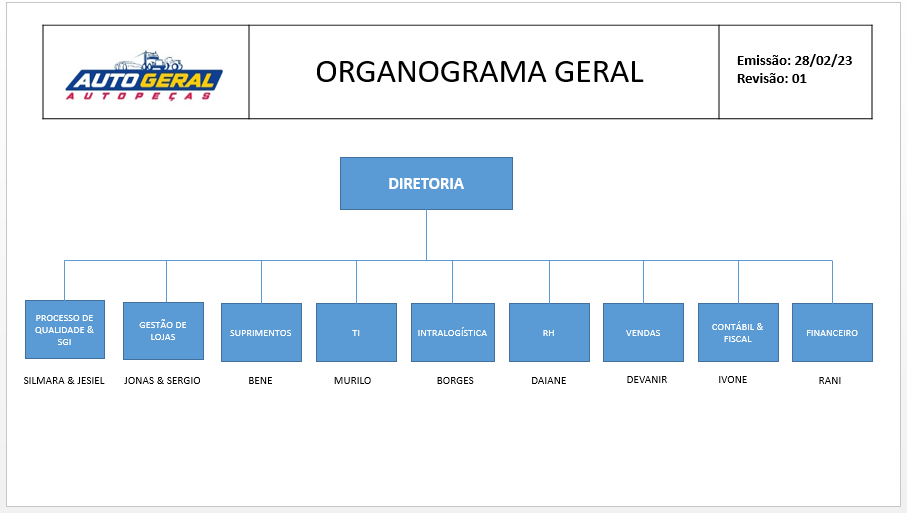 AUTO GERAL
AUTOPEÇAS
ORGANOGRAMA GERAL
Emissão: 28/02/23
Revisão: 01
DIRETORIA
PROCESSO DE
QUALIDADE &
SGI
GESTÃO DE
LOJAS
SUPRIMENTOS
TI
INTRALOGÍSTICA
RH
VENDAS
CONTÁBIL &
FISCAL
FINANCEIRO
SILMARA & JESIEL
JONAS & SERGIO
BENE
MURILO
BORGES
DAIANE
DEVANIR
IVONE
RANI